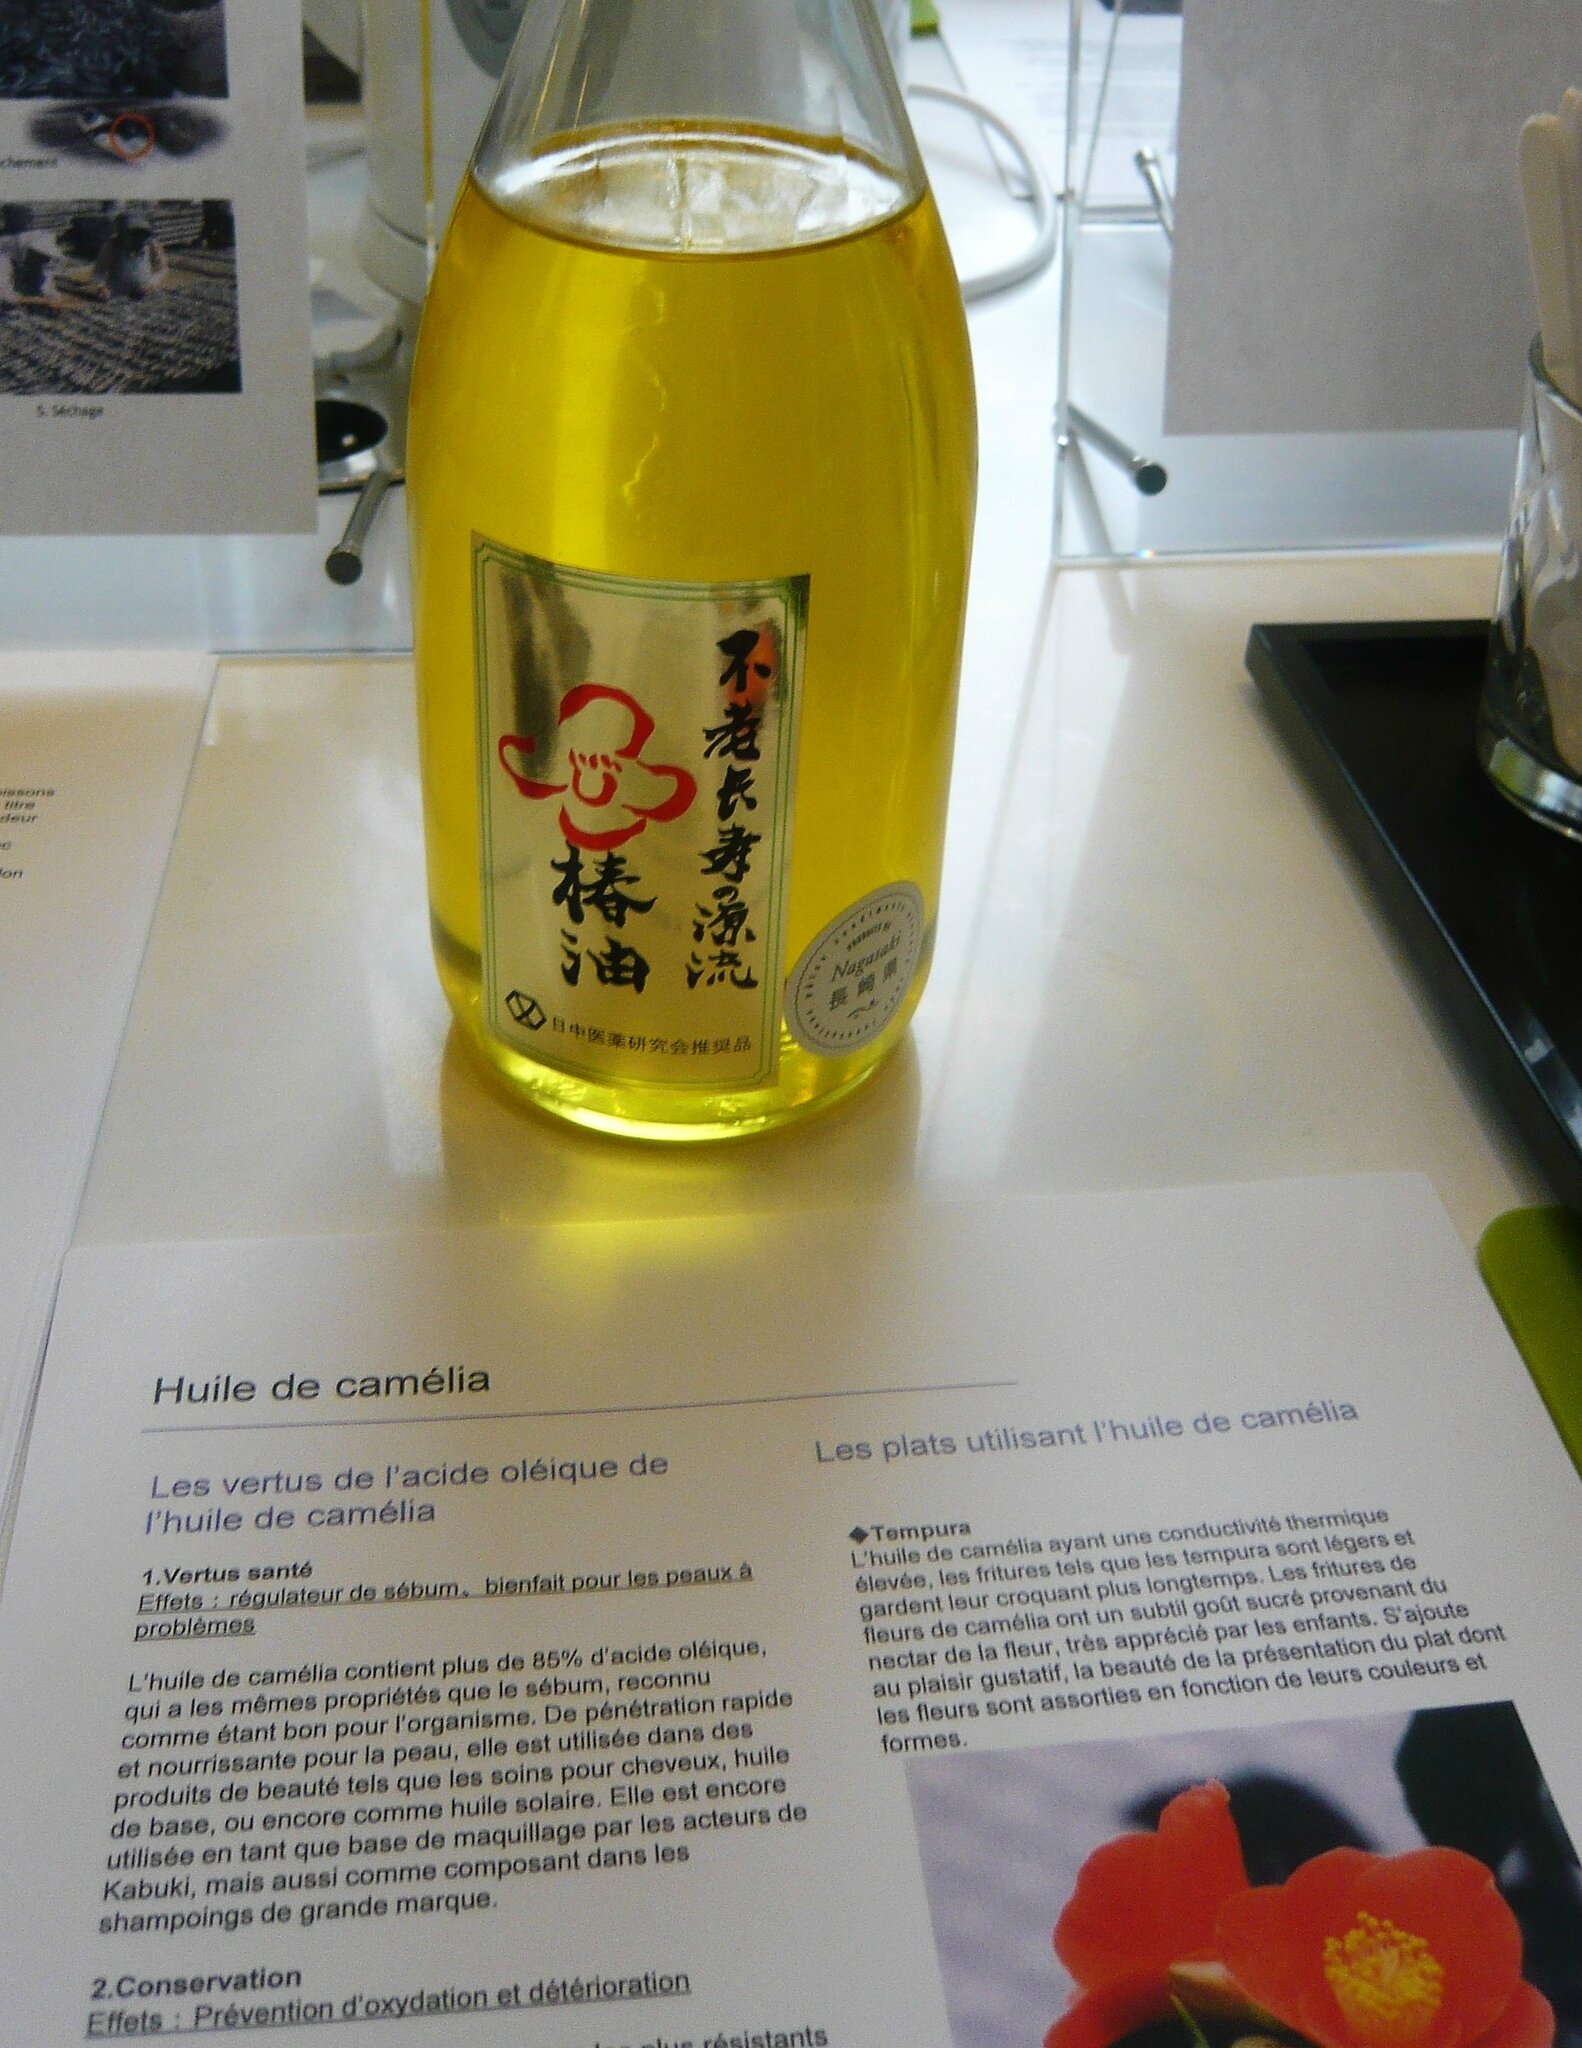 chement
5. Séchage
issons
titre
deur
不老長寿の源流
椿油
日中医薬研究会推奨品
Nagasaki
長崎県
Huile de camélia
Les vertus de l'acide oléique de
l'huile de camélia
1.Vertus santé
Effets : régulateur de sébum、bienfait pour les peaux à
problèmes
L'huile de camélia contient plus de 85% d'acide oléique,
qui a les mêmes propriétés que le sébum, reconnu
comme étant bon pour l'organisme. De pénétration rapide
et nourrissante pour la peau, elle est utilisée dans des
produits de beauté tels que les soins pour cheveux, huile
de base, ou encore comme huile solaire. Elle est encore
utilisée en tant que base de maquillage par les acteurs de
Kabuki, mais aussi comme composant dans les
shampoings de grande marque.
2.Conservation
Effets : Prévention d'oxydation et détérioration
plus résistants
Les plats utilisant l'huile de camélia
◆Tempura
L'huile de camélia ayant une conductivité thermique
élevée, les fritures tels que les tempura sont légers et
gardent leur croquant plus longtemps. Les fritures de
fleurs de camélia ont un subtil goût sucré provenant du
nectar de la fleur, très apprécié par les enfants. S'ajoute
au plaisir gustatif, la beauté de la présentation du plat dont
les fleurs sont assorties en fonction de leurs couleurs et
formes.